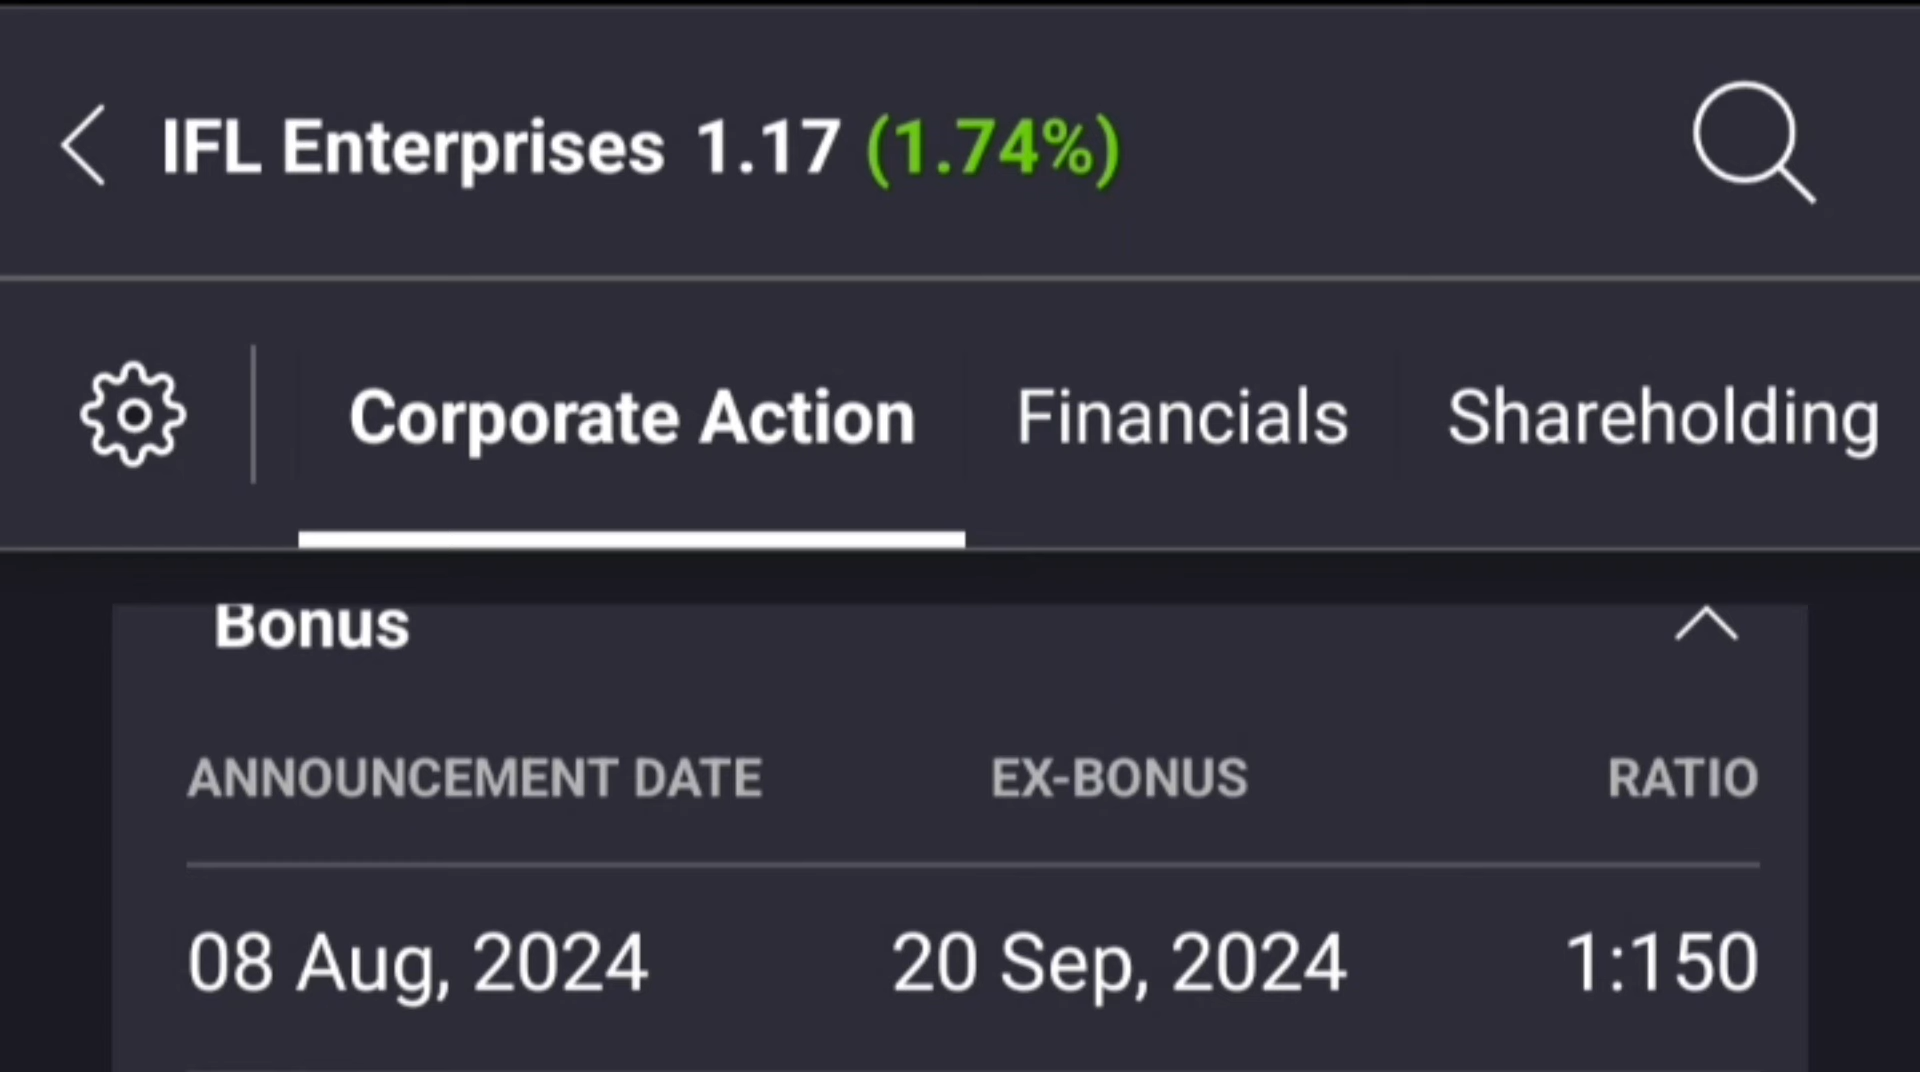 IFL Enterprises 1.17 (1.74%)
Corporate Action Financials Shareholding
Bonus
ANNOUNCEMENT DATE EX-BONUS RATIO
08 Aug, 2024 20 Sep, 2024 1:150